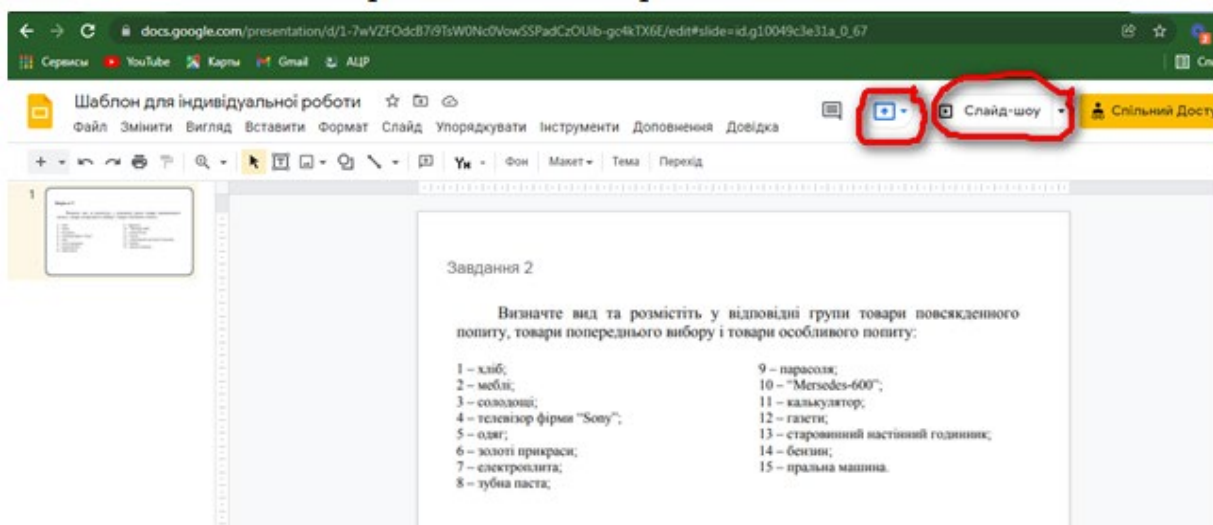 docs.google.com/presentation/d/1-7wVZFOdcB7i9TsW0Nc0VowSSPadCzOUib-gc4kTX6E/edit#slide=id.g10049c3e31a_0_67
Сервисы YouTube Карты Gmail АЦР
Шаблон для індивідуальної роботи
Слайд-шоу
Спільний Досту
Файл Змінити Вигляд Вставити Формат Слайд Упорядкувати Інструменти Доповнення Довідка
Фон Макет Тема Перехід
1
Завдання 2
Визначте вид та розмістіть у відповідні групи товари повсякденного
попиту, товари попереднього вибору і товари особливого попиту:
1 – хліб;
2 – меблі;
3 – солодощі;
4 – телевізор фірми “Sony”;
5 – одяг;
6 – золоті прикраси;
7 – електроплита;
8 – зубна паста;
9 – парасоля;
10 – “Mersedes-600”;
11 – калькулятор;
12 – газети;
13 – старовинний настінний годинник;
14 – бензин;
15 – пральна машина.